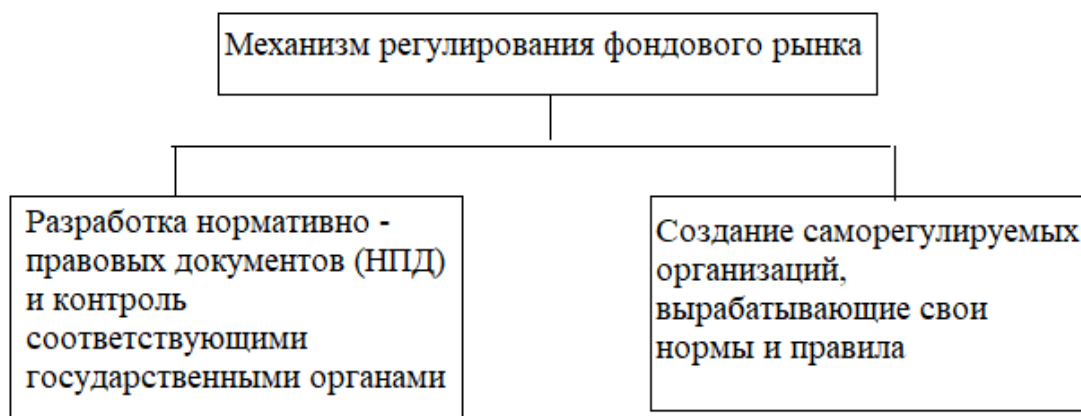 Механизм регулирования фондового рынка
Разработка нормативно -
правовых документов (НПД)
и контроль
соответствующими
государственными органами
Создание саморегулируемых
организаций,
вырабатывающие свои
нормы и правила